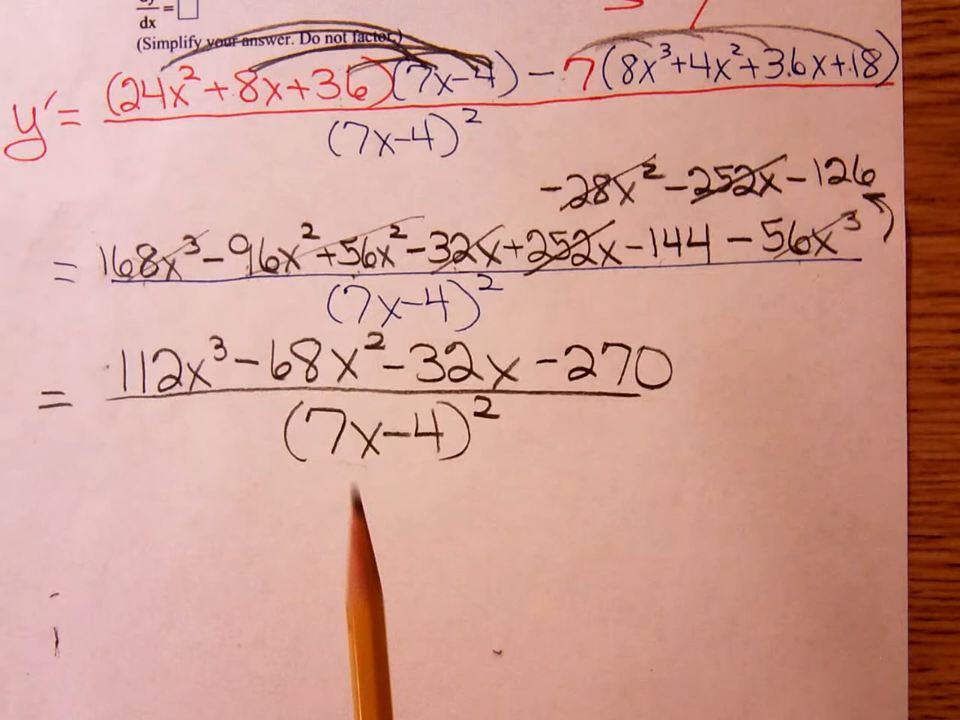 dx = □
(Simplify your answer. Do not factor.)
y' = (24x² + 8x + 36)(7x-4) - 7(8x³+4x²+36x+18)
(7x-4)²
-28x² - 252x - 126
= 168x³ - 96x² + 56x² - 32x + 252x - 144 - 56x³
(7x-4)²
= 112x³ - 68x² - 32x - 270
(7x-4)²